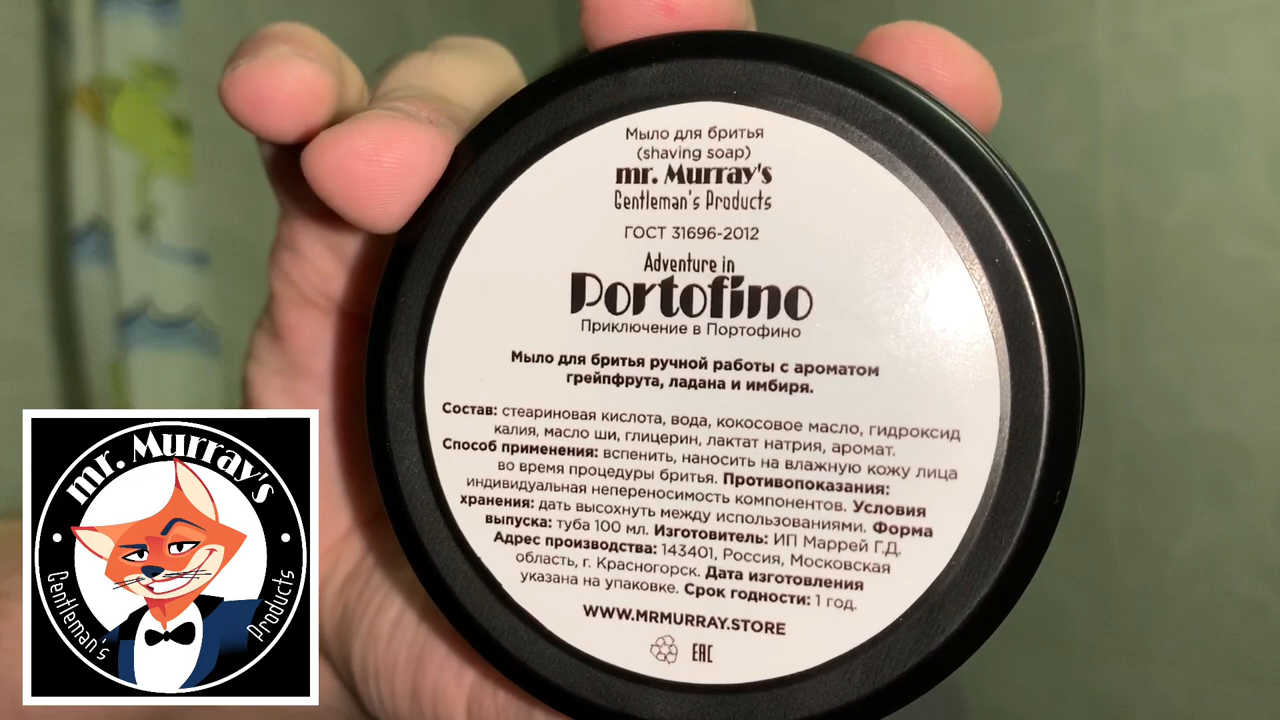 Мыло для бритья
(shaving soap)
mr. Murray's
Gentleman's Products
ГОСТ 31696-2012
Adventure in
Portofino
Приключение в Портофино
Мыло для бритья ручной работы с ароматом
грейпфрута, ладана и имбиря.
Состав: стеариновая кислота, вода, кокосовое масло, гидроксид
калия, масло ши, глицерин, лактат натрия, аромат.
Способ применения: вспенить, наносить на влажную кожу лица
во время процедуры бритья. Противопоказания:
индивидуальная непереносимость компонентов. Условия
хранения: дать высохнуть между использованиями. Форма
выпуска: туба 100 мл. Изготовитель: ИП Маррей Г.Д.
Адрес производства: 143401, Россия, Московская
область, г. Красногорск. Дата изготовления
указана на упаковке. Срок годности: 1 год.
WWW.MRMURRAY.STORE
EAC
mr. Murray's
Gentleman's Products